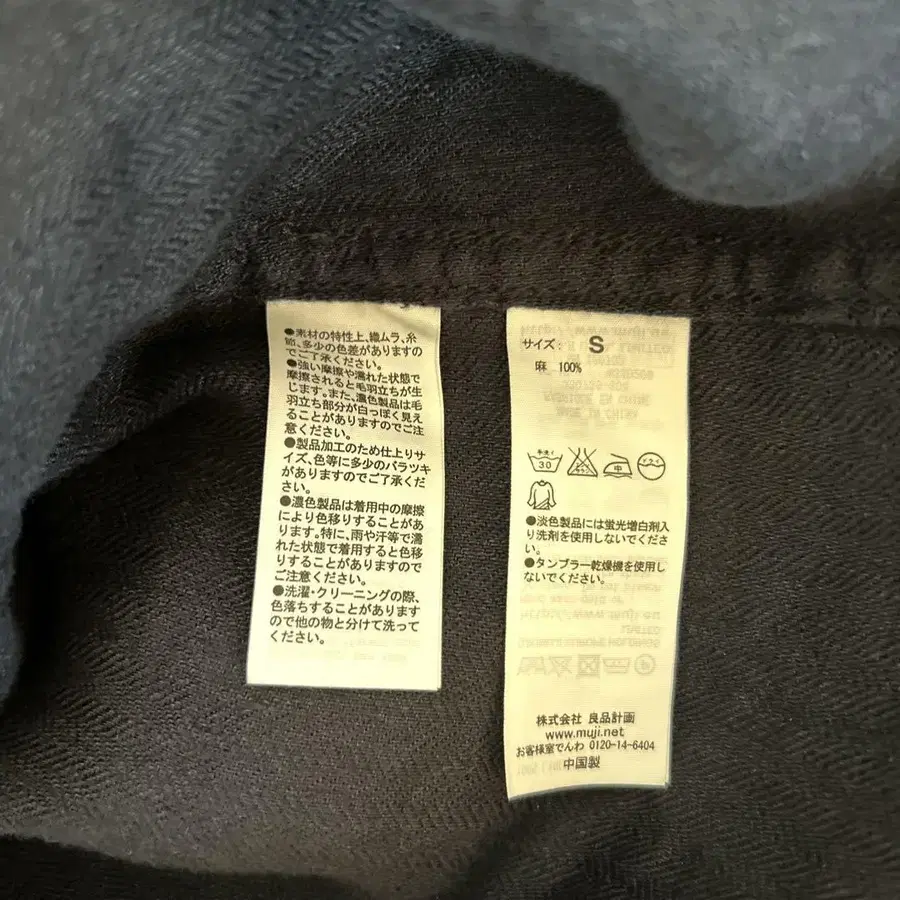 ●素材の特性上、織ムラ、糸
節、多少の色差がありますの
でご了承ください。
●強い摩擦や濡れた状態で
摩擦されると毛羽立ちが生
じます。また、濃色製品は毛
羽立ち部分が白っぽく見え
ることがありますのでご注
意ください。
●製品加工のため仕上りサ
イズ、色等に多少のバラツキ
がありますのでご了承くだ
さい。
●濃色製品は着用中の摩擦
により色移りすることがあ
ります。特に、雨や汗等で濡
れた状態で着用すると色移
りすることがありますので
ご注意ください。
●洗濯・クリーニングの際、
色落ちすることがあります
ので他の物と分けて洗って
ください。
サイズ: S
麻 100%
手洗イ 30 中 ドライ
●淡色製品には蛍光増白剤入
り洗剤を使用しないでくださ
い。
●タンブラー乾燥機を使用し
ないでください。
株式会社 良品計画
www.muji.net
お客様室でんわ 0120-14-6404
中国製